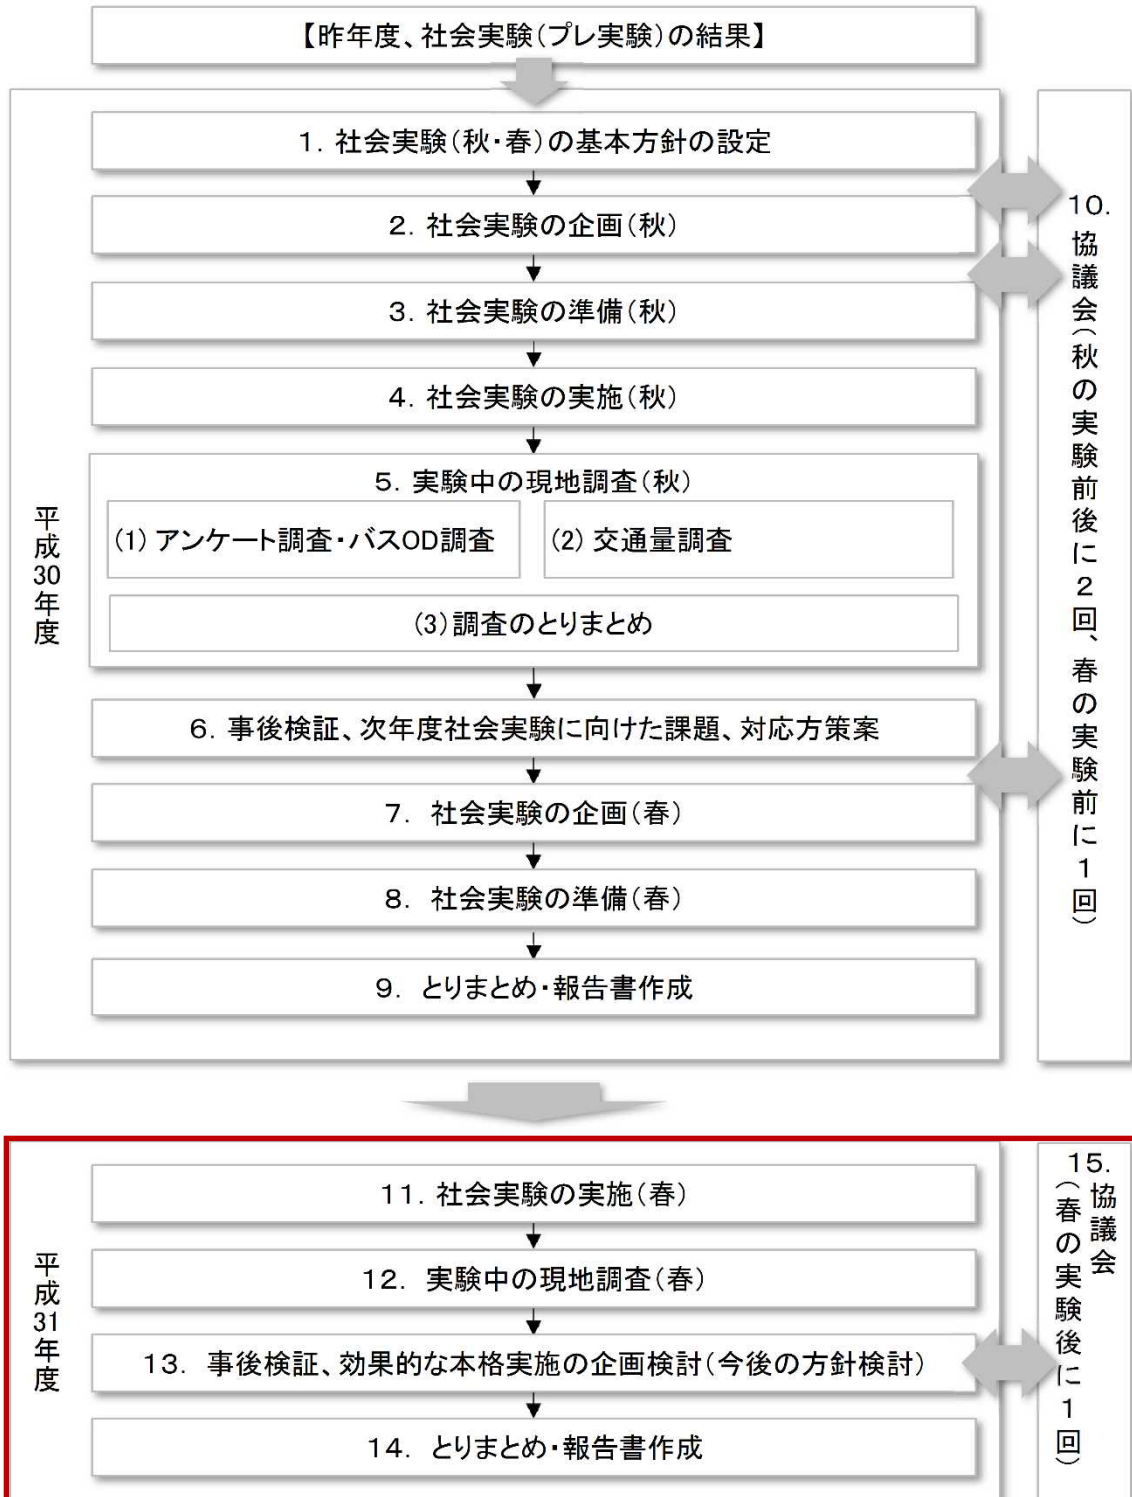 【昨年度、社会実験(プレ実験)の結果】
1．社会実験(秋・春)の基本方針の設定
2．社会実験の企画(秋)
3．社会実験の準備(秋)
4．社会実験の実施(秋)
5．実験中の現地調査(秋)
(1) アンケート調査・バスOD調査
(2) 交通量調査
(3)調査のとりまとめ
6．事後検証、次年度社会実験に向けた課題、対応方策案
7． 社会実験の企画(春)
8． 社会実験の準備(春)
9． とりまとめ・報告書作成
平成30年度
10．協議会(秋の実験前後に2回、春の実験前に1回)
11．社会実験の実施(春)
12． 実験中の現地調査(春)
13． 事後検証、効果的な本格実施の企画検討(今後の方針検討)
14． とりまとめ・報告書作成
平成31年度
15．協議会
(春の実験後に1回)